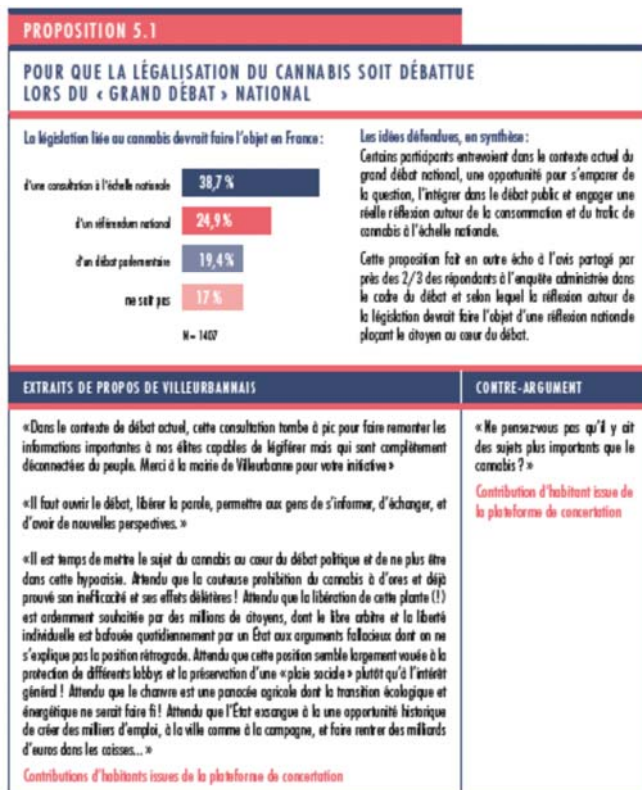 PROPOSITION 5.1
POUR QUE LA LÉGALISATION DU CANNABIS SOIT DÉBATTUE
LORS DU « GRAND DÉBAT » NATIONAL
La législation liée au cannabis devrait faire l'objet en France :
d'une consultation à l'échelle nationale 38,7 %
d'un référendum national 24,9 %
d'un débat parlementaire 19,4 %
ne sait pas 17 %
N = 1407
Les idées défendues, en synthèse :
Certains participants entrevoient dans le contexte actuel du
grand débat national, une opportunité pour s'emparer de
la question, l'intégrer dans le débat public et engager une
réelle réflexion autour de la consommation et du trafic de
cannabis à l'échelle nationale.
Cette proposition fait en outre écho à l'avis partagé par
près des 2/3 des répondants à l'enquête administrée dans
le cadre du débat et selon lequel la réflexion autour de
la législation devrait faire l'objet d'une réflexion nationale
plaçant le citoyen au cœur du débat.
EXTRAITS DE PROPOS DE VILLEURBANNAIS
«Dans le contexte de débat actuel, cette consultation tombe à pic pour faire remonter les
informations importantes à nos élites capables de légiférer mais qui sont complètement
déconnectées du peuple. Merci à la mairie de Villeurbanne pour votre initiative»
«Il faut ouvrir le débat, libérer la parole, permettre aux gens de s'informer, d'échanger, et
d'avoir de nouvelles perspectives. »
«Il est temps de mettre le sujet du cannabis au cœur du débat politique et de ne plus être
dans cette hypocrisie. Attendu que la couteuse prohibition du cannabis à d'ores et déjà
prouvé son inefficacité et ses effets délétères ! Attendu que la libération de cette plante (!)
est ardemment souhaitée par des millions de citoyens, dont le libre arbitre et la liberté
individuelle est bafouée quotidiennement par un État aux arguments fallacieux dont on ne
s'explique pas la position rétrograde. Attendu que cette position semble largement vouée à la
protection de différents lobbys et la préservation d'une «plaie sociale» plutôt qu'à l'intérêt
général ! Attendu que le chanvre est une panacée agricole dont la transition écologique et
énergétique ne serait faire fi ! Attendu que l'État exsangue à la une opportunité historique
de créer des milliers d'emploi, à la ville comme à la campagne, et faire rentrer des milliards
d'euros dans les caisses... »
Contributions d'habitants issues de la plateforme de concertation
CONTRE-ARGUMENT
«Ne pensez-vous pas qu'il y ait
des sujets plus importants que le
cannabis ? »
Contribution d'habitant issue de
la plateforme de concertation